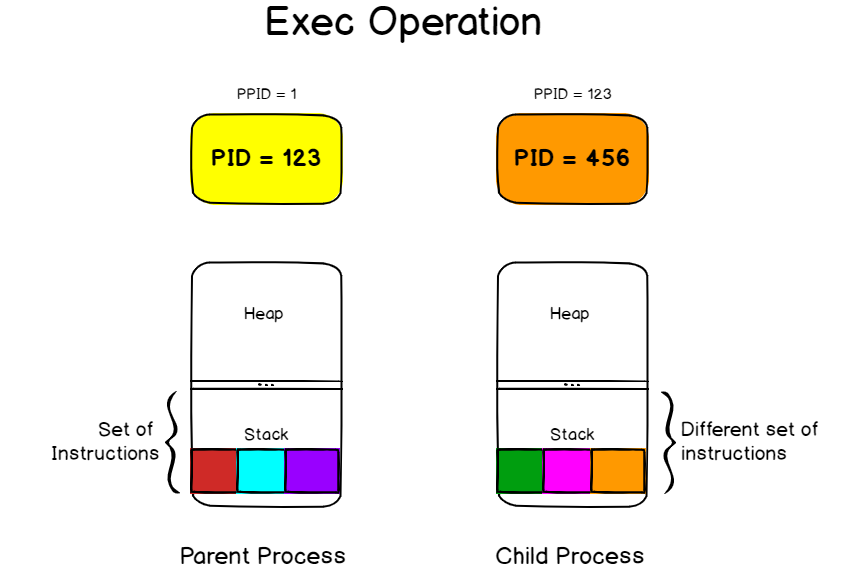 Exec Operation
PPID = 1
PPID = 123
PID = 123
PID = 456
Heap
Heap
...
...
Set of
Instructions
Stack
Stack
Different set of
instructions
Parent Process
Child Process